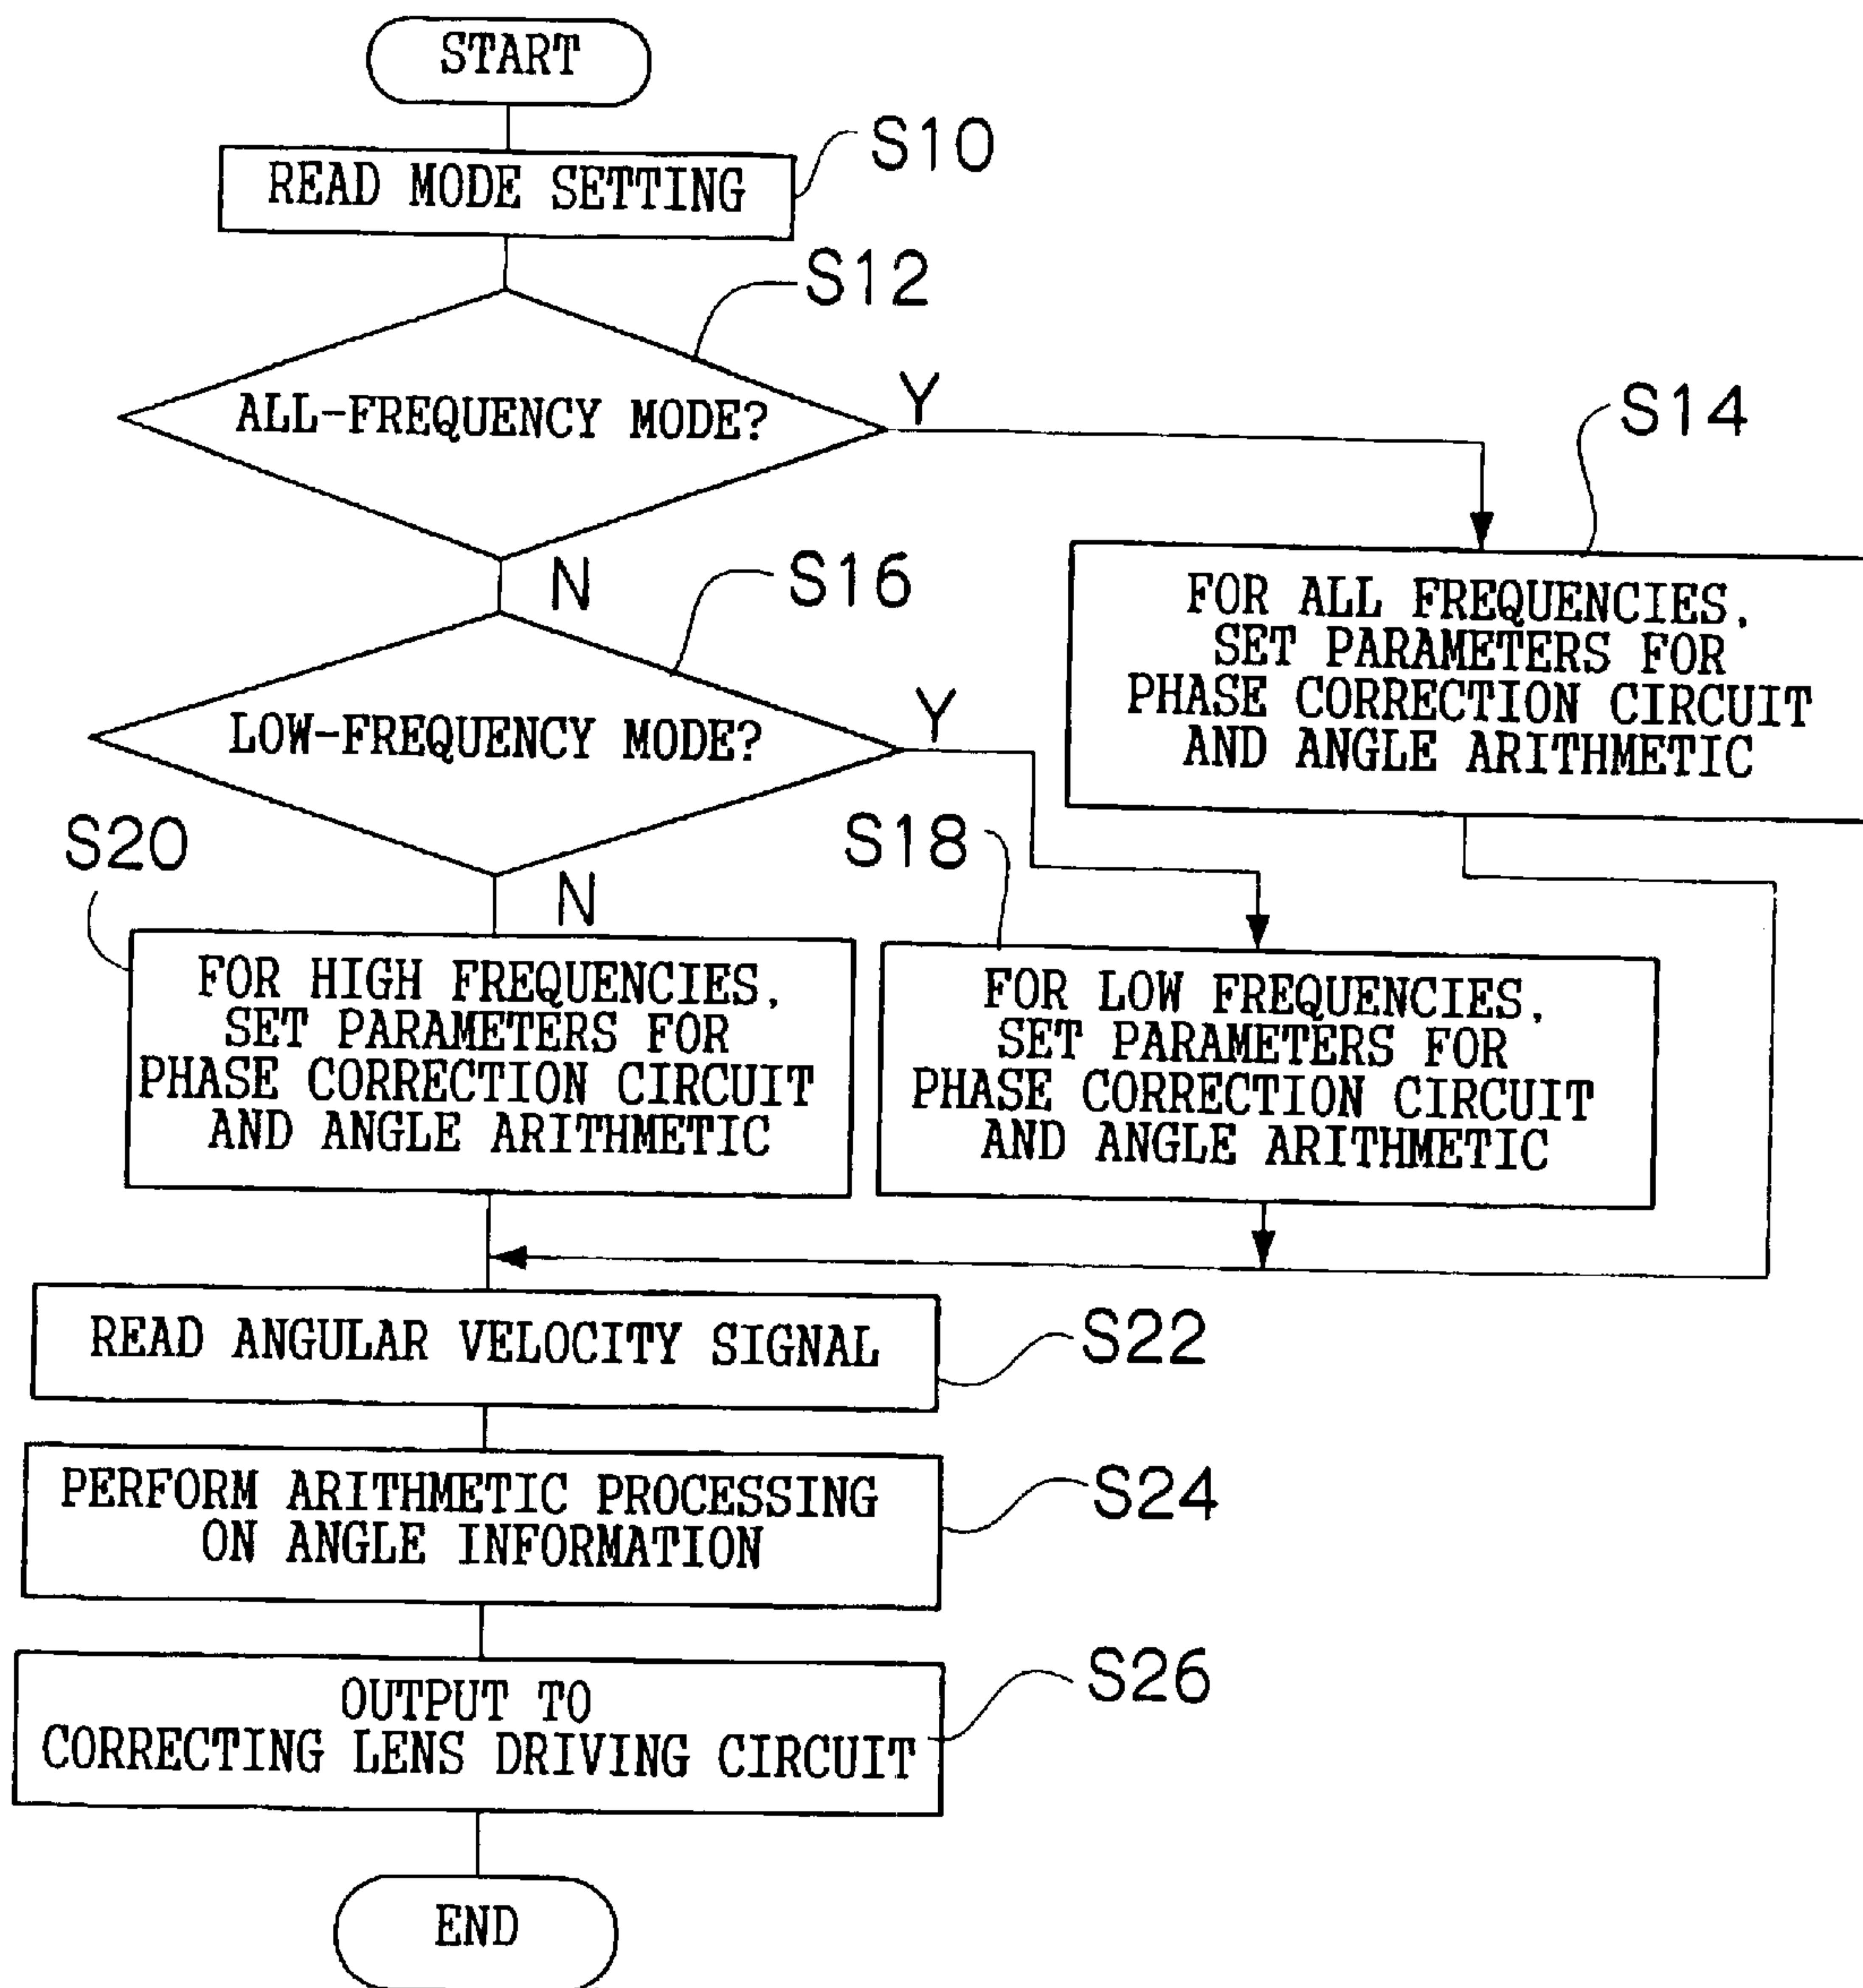 START
READ MODE SETTING
S10
S12
ALL-FREQUENCY MODE?
Y
S14
FOR ALL FREQUENCIES,
SET PARAMETERS FOR
PHASE CORRECTION CIRCUIT
AND ANGLE ARITHMETIC
N
S16
LOW-FREQUENCY MODE?
Y
S18
FOR LOW FREQUENCIES,
SET PARAMETERS FOR
PHASE CORRECTION CIRCUIT
AND ANGLE ARITHMETIC
N
S20
FOR HIGH FREQUENCIES,
SET PARAMETERS FOR
PHASE CORRECTION CIRCUIT
AND ANGLE ARITHMETIC
READ ANGULAR VELOCITY SIGNAL
S22
PERFORM ARITHMETIC PROCESSING
ON ANGLE INFORMATION
S24
OUTPUT TO
CORRECTING LENS DRIVING CIRCUIT
S26
END